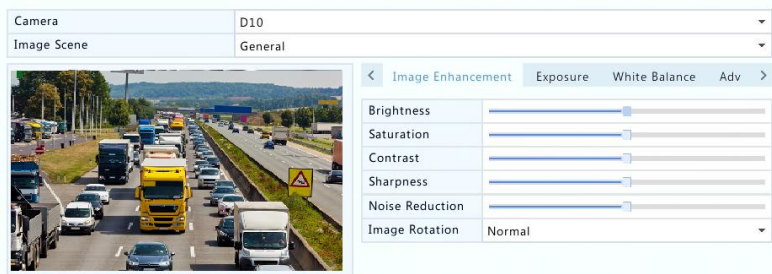 Camera D10
Image Scene General
< Image Enhancement Exposure White Balance Adv >
Brightness
Saturation
Contrast
Sharpness
Noise Reduction
Image Rotation Normal